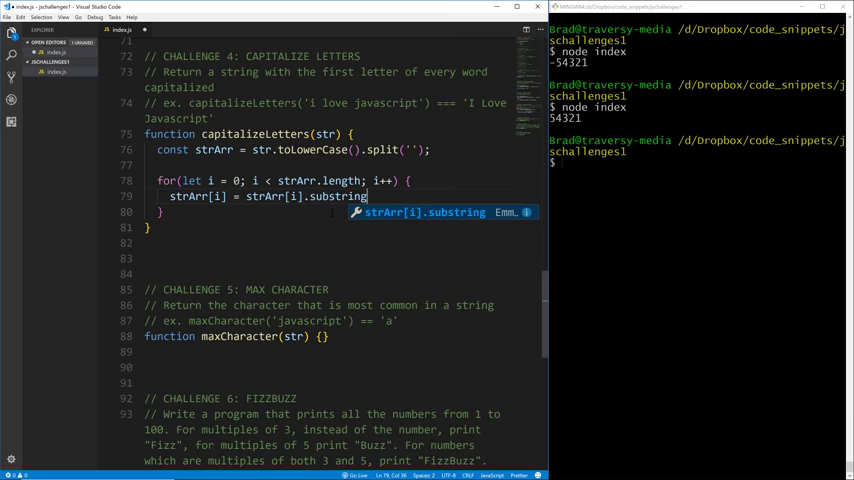 index.js - Visual Studio Code
File Edit Selection View Go Debug Tasks Help
EXPLORER
OPEN EDITORS 1 UNSAVED
index.js
JSCHALLENGES1
index.js
index.js
71
72 // CHALLENGE 4: CAPITALIZE LETTERS
73 // Return a string with the first letter of every word
capitalized
74 // ex. capitalizeLetters('i love javascript') === 'I Love
Javascript'
75 function capitalizeLetters(str) {
76 const strArr = str.toLowerCase().split('');
77
78 for(let i = 0; i < strArr.length; i++) {
79 strArr[i] = strArr[i].substring
strArr[i].substring Emm…
80 }
81 }
82
83
84
85 // CHALLENGE 5: MAX CHARACTER
86 // Return the character that is most common in a string
87 // ex. maxCharacter('javascript') == 'a'
88 function maxCharacter(str) {}
89
90
91
92 // CHALLENGE 6: FIZZBUZZ
93 // Write a program that prints all the numbers from 1 to
100. For multiples of 3, instead of the number, print
"Fizz", for multiples of 5 print "Buzz". For numbers
which are multiples of both 3 and 5, print "FizzBuzz".
0 0 Go Live Ln 79, Col 36 Spaces: 2 UTF-8 CRLF JavaScript Prettier
MINGW64:/d/Dropbox/code_snippets/jschallenges1
Brad@traversy-media /d/Dropbox/code_snippets/j
schallenges1
$ node index
-54321
Brad@traversy-media /d/Dropbox/code_snippets/j
schallenges1
$ node index
54321
Brad@traversy-media /d/Dropbox/code_snippets/j
schallenges1
$